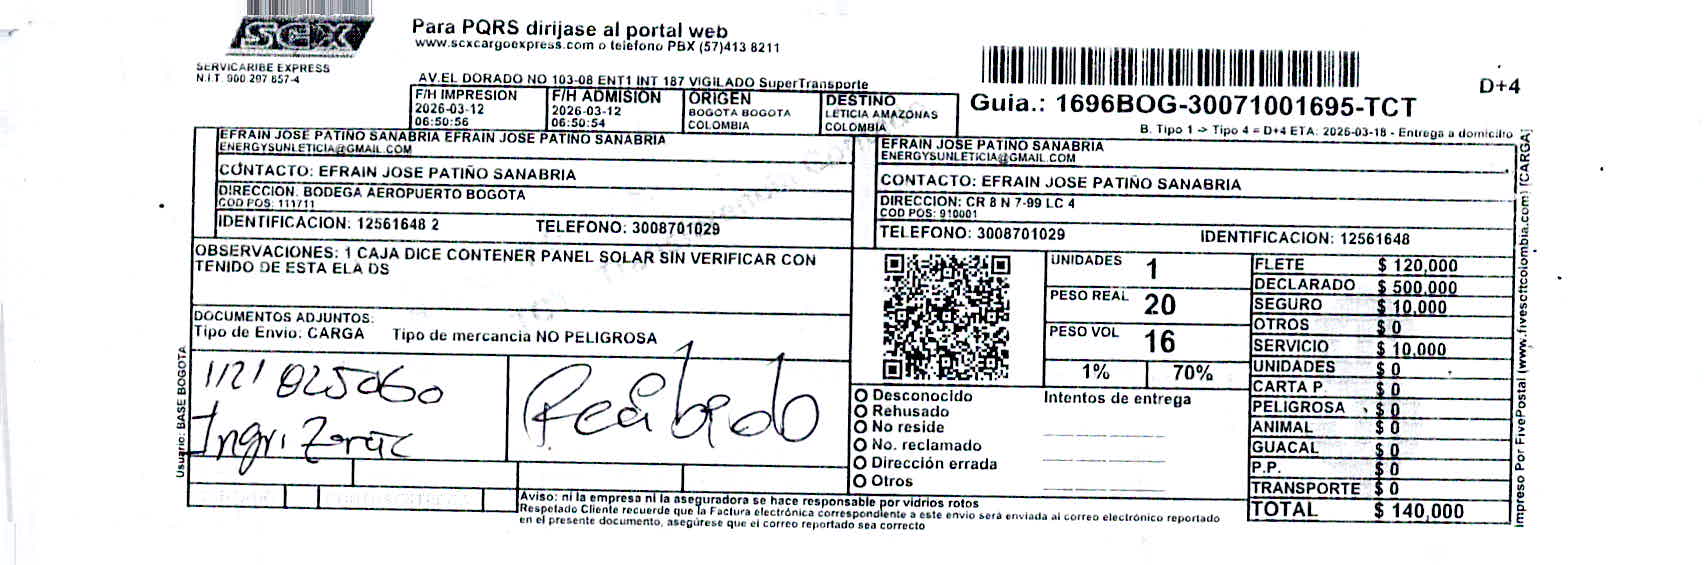 SCX
SERVICARIBE EXPRESS
N.I.T. 900 297 857-4
Para PQRS dirijase al portal web
www.scxcargoexpress.com o teléfono PBX (57)413 8211
AV.EL DORADO NO 103-08 ENT1 INT 187 VIGILADO SuperTransporte
F/H IMPRESION
2026-03-12
06:50:56
F/H ADMISION
2026-03-12
06:50:54
ORIGEN
BOGOTA BOGOTA
COLOMBIA
DESTINO
LETICIA AMAZONAS
COLOMBIA
D+4
Guia.: 1696BOG-30071001695-TCT
B. Tipo 1 -> Tipo 4 = D+4 ETA: 2026-03-18 - Entrega a domicilio
EFRAIN JOSE PATIÑO SANABRIA EFRAIN JOSE PATIÑO SANABRIA
ENERGYSUNLETICIA@GMAIL.COM
CONTACTO: EFRAIN JOSE PATIÑO SANABRIA
DIRECCION: BODEGA AEROPUERTO BOGOTA
COD POS: 111711
IDENTIFICACION: 12561648 2 TELEFONO: 3008701029
EFRAIN JOSE PATIÑO SANABRIA
ENERGYSUNLETICIA@GMAIL.COM
CONTACTO: EFRAIN JOSE PATIÑO SANABRIA
DIRECCION: CR 8 N 7-99 LC 4
COD POS: 910001
TELEFONO: 3008701029 IDENTIFICACION: 12561648
OBSERVACIONES: 1 CAJA DICE CONTENER PANEL SOLAR SIN VERIFICAR CON
TENIDO DE ESTA ELA DS
DOCUMENTOS ADJUNTOS:
Tipo de Envio: CARGA Tipo de mercancia NO PELIGROSA
1121825060
Ingri
Recibido
UNIDADES 1
PESO REAL 20
PESO VOL 16
1% 70%
Desconocido
Rehusado
No reside
No. reclamado
Dirección errada
Otros
Intentos de entrega
FLETE $ 120,000
DECLARADO $ 500,000
SEGURO $ 10,000
OTROS $ 0
SERVICIO $ 10,000
UNIDADES $ 0
CARTA P. $ 0
PELIGROSA $ 0
ANIMAL $ 0
GUACAL $ 0
P.P. $ 0
TRANSPORTE $ 0
TOTAL $ 140,000
Aviso: ni la empresa ni la aseguradora se hace responsable por vidrios rotos
Respetado Cliente recuerde que la Factura electrónica correspondiente a este envio será enviada al correo electrónico reportado
en el presente documento, asegúrese que el correo reportado sea correcto
Usuario: BASE BOGOTA
Impreso Por FivePostal (www.fivesoftcolombia.com) [CARGA]